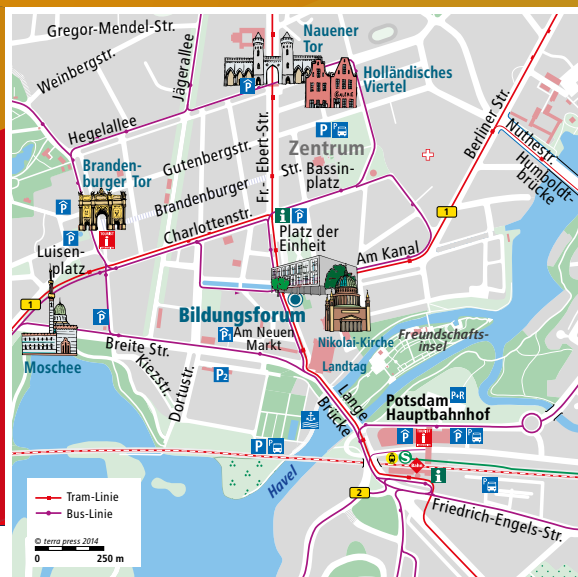 Gregor-Mendel-Str.
Weinbergstr.
Jägerallee
Hegelallee
Nauener
Tor
Holländisches
Viertel
Fr.-Ebert-Str.
Zentrum
Berliner Str.
Nuthestr.
Humboldt-
brücke
Branden-
burger Tor
Gutenbergstr.
Brandenburger Str.
Bassin-
platz
Charlottenstr.
Luisen-
platz
Platz der
Einheit
Am Kanal
1
1
Moschee
Bildungsforum
Am Neuen
Markt
Nikolai-Kirche
Freundschafts-
insel
Landtag
Breite Str.
Kiezstr.
Dortustr.
P1
P2
Lange
Brücke
Potsdam
Hauptbahnhof
P+R
P
P
S
Bahn
i
i
Havel
2
Friedrich-Engels-Str.
Tram-Linie
Bus-Linie
© terra press 2014
0 250 m